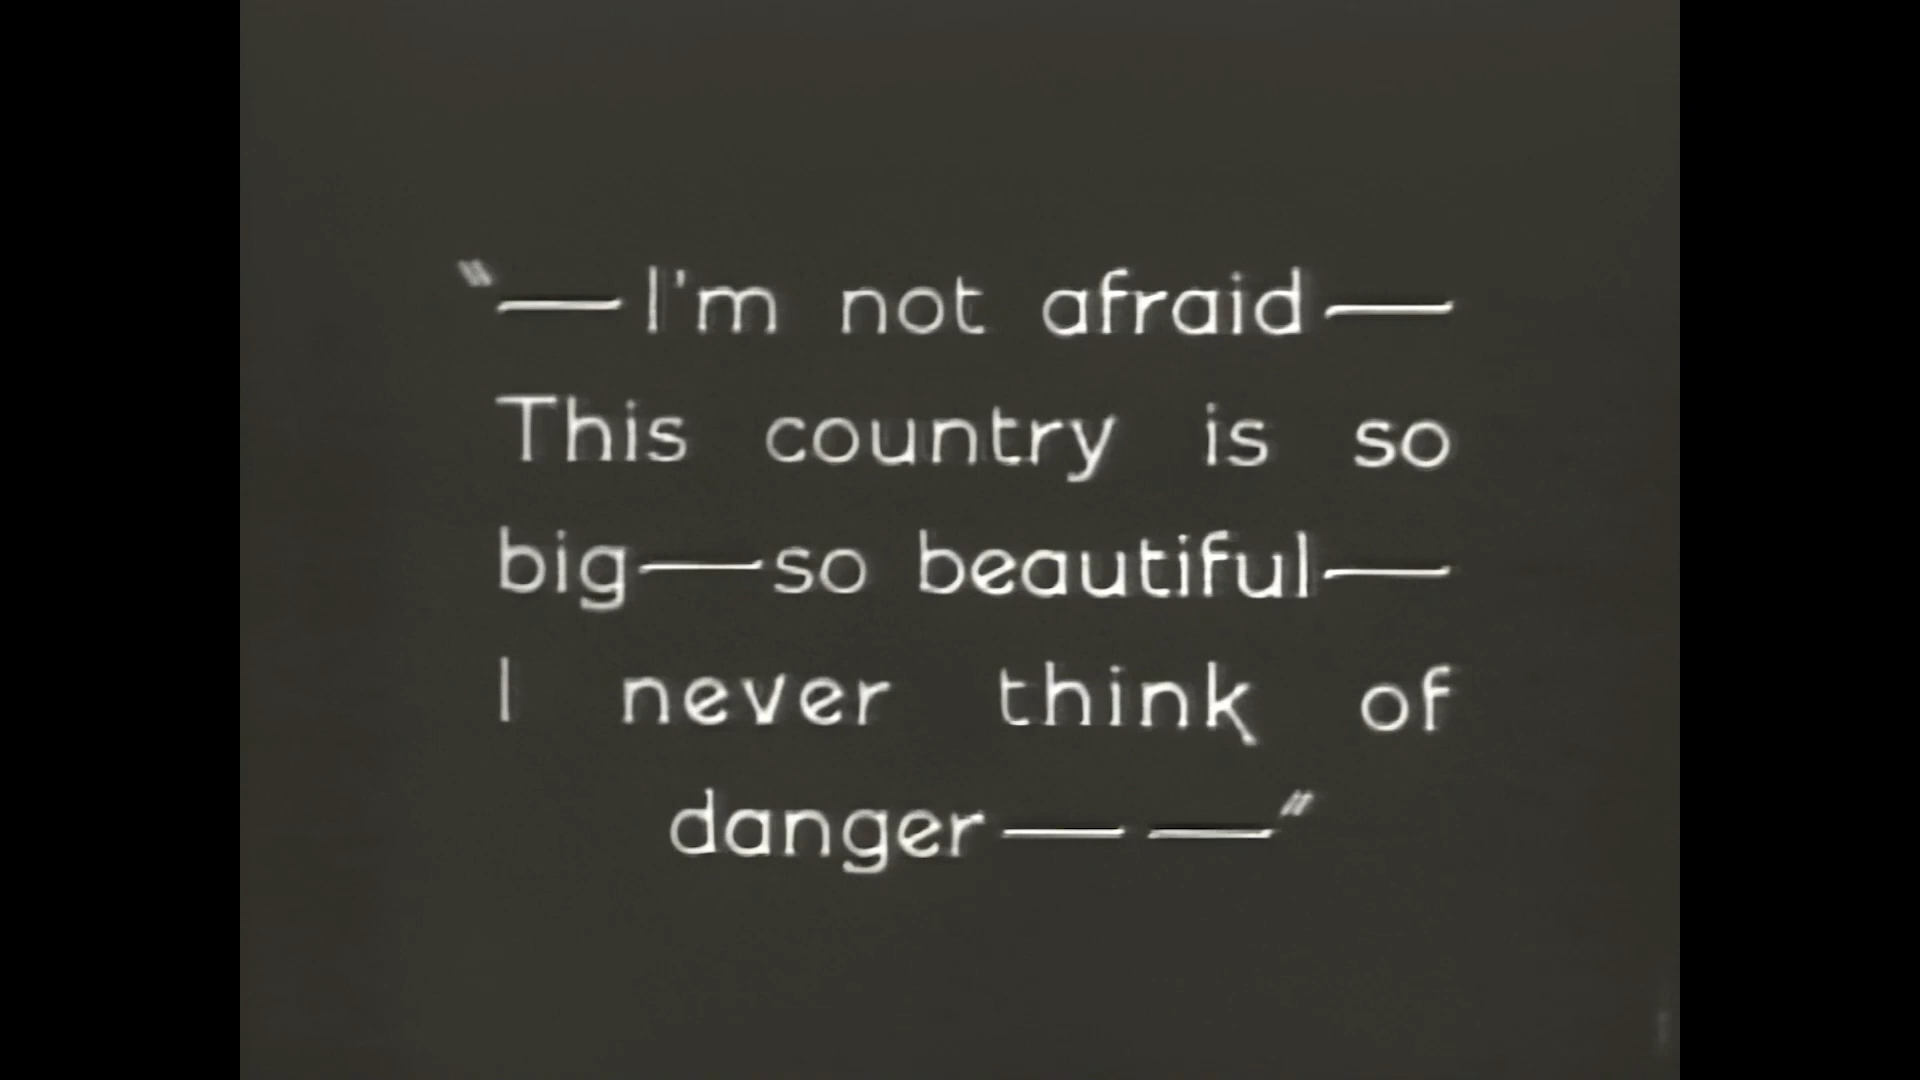 "—I'm not afraid—
This country is so
big—so beautiful—
I never think of
danger— —"